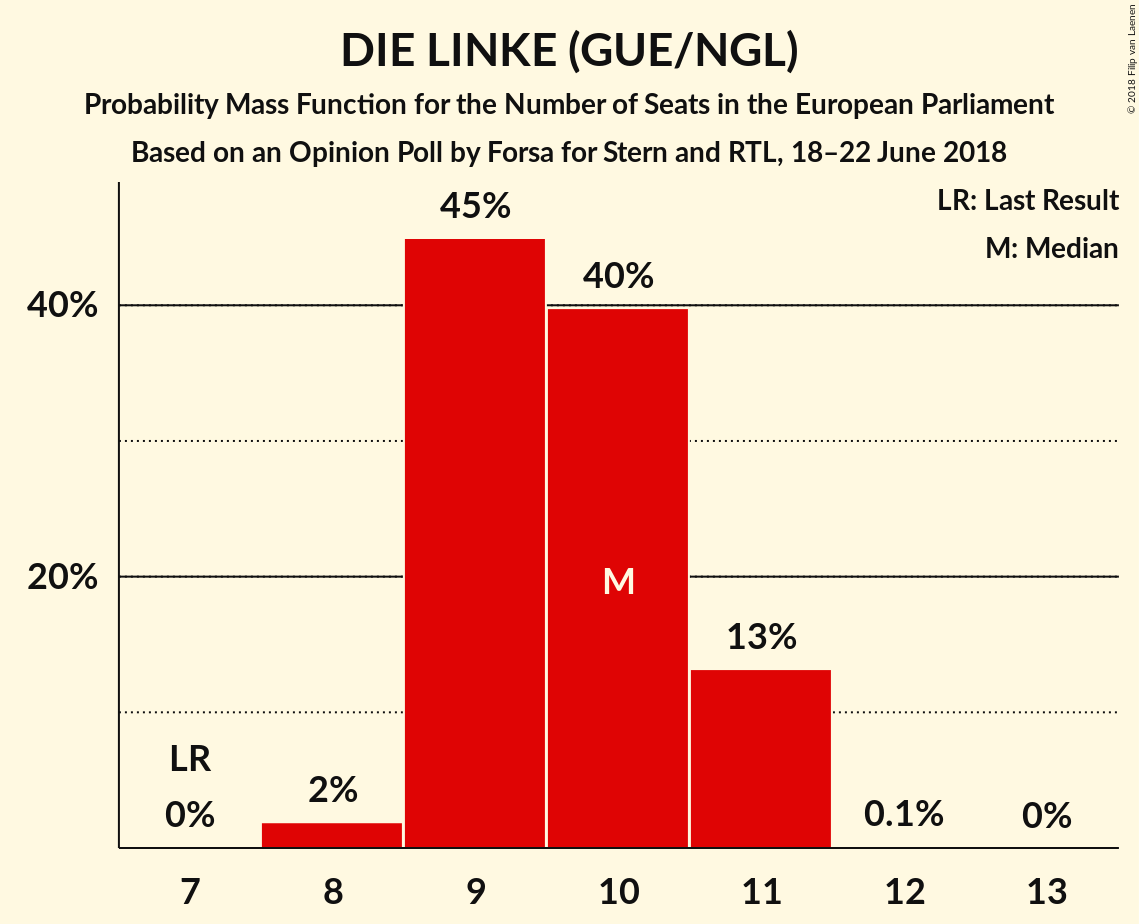 DIE LINKE (GUE/NGL)
Probability Mass Function for the Number of Seats in the European Parliament
Based on an Opinion Poll by Forsa for Stern and RTL, 18–22 June 2018
© 2018 Filip van Laenen
LR: Last Result
M: Median
45%
40%
40%
20%
M
13%
LR
0%
2%
0.1%
0%
7
8
9
10
11
12
13